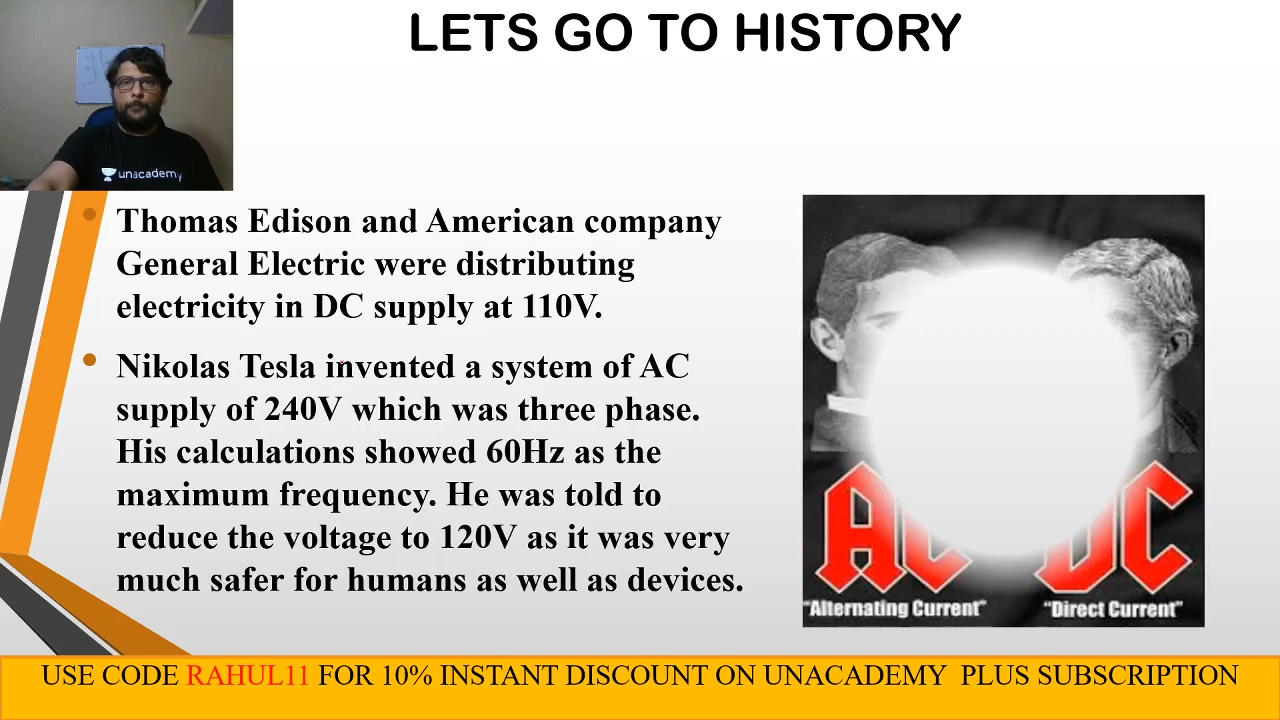 LETS GO TO HISTORY
unacademy
Thomas Edison and American company
General Electric were distributing
electricity in DC supply at 110V.
Nikolas Tesla invented a system of AC
supply of 240V which was three phase.
His calculations showed 60Hz as the
maximum frequency. He was told to
reduce the voltage to 120V as it was very
much safer for humans as well as devices.
AC DC
"Alternating Current" "Direct Current"
USE CODE RAHUL11 FOR 10% INSTANT DISCOUNT ON UNACADEMY PLUS SUBSCRIPTION